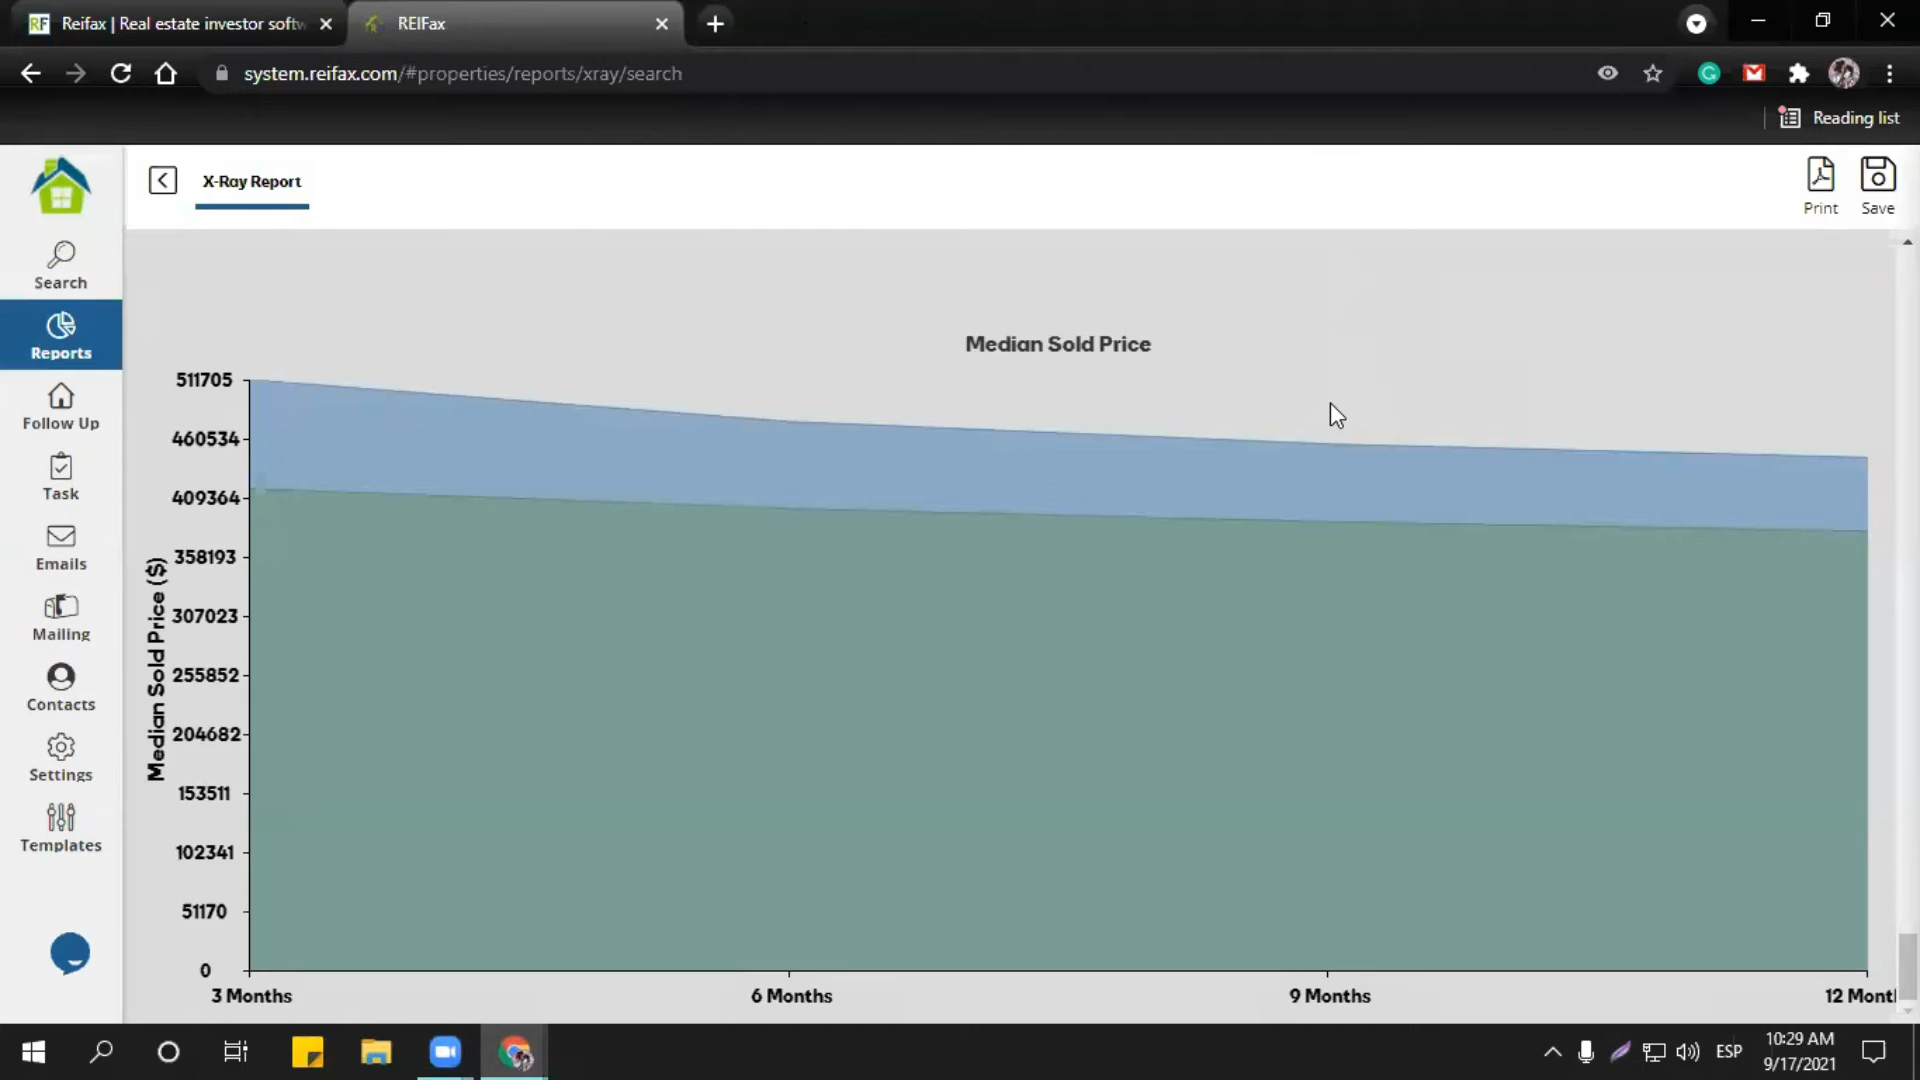 RF Reifax | Real estate investor softw
REIFax
system.reifax.com/#properties/reports/xray/search
Reading list
X-Ray Report
Print
Save
Search
Reports
Follow Up
Task
Emails
Mailing
Contacts
Settings
Templates
Median Sold Price
Median Sold Price ($)
511705
460534
409364
358193
307023
255852
204682
153511
102341
51170
0
3 Months
6 Months
9 Months
12 Mont
ESP
10:29 AM
9/17/2021